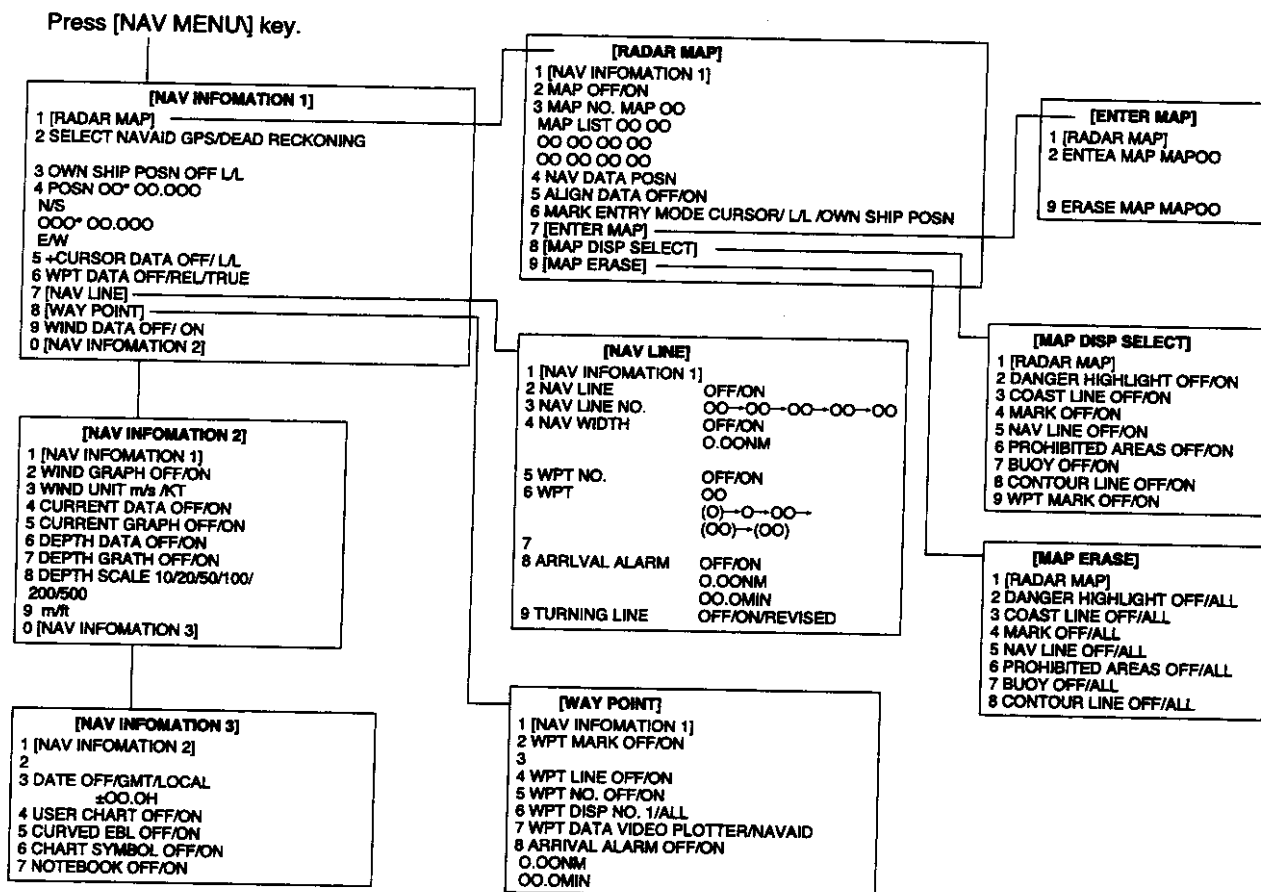 Press [NAV MENU\] key.
[NAV INFOMATION 1]
1 [RADAR MAP]
2 SELECT NAVAID GPS/DEAD RECKONING
3 OWN SHIP POSN OFF L/L
4 POSN OO° OO.OOO
N/S
OOO° OO.OOO
E/W
5 +CURSOR DATA OFF/ L/L
6 WPT DATA OFF/REL/TRUE
7 [NAV LINE]
8 [WAY POINT]
9 WIND DATA OFF/ ON
0 [NAV INFOMATION 2]
[NAV INFOMATION 2]
1 [NAV INFOMATION 1]
2 WIND GRAPH OFF/ON
3 WIND UNIT m/s /KT
4 CURRENT DATA OFF/ON
5 CURRENT GRAPH OFF/ON
6 DEPTH DATA OFF/ON
7 DEPTH GRATH OFF/ON
8 DEPTH SCALE 10/20/50/100/
200/500
9 m/ft
0 [NAV INFOMATION 3]
[NAV INFOMATION 3]
1 [NAV INFOMATION 2]
2
3 DATE OFF/GMT/LOCAL
±OO.OH
4 USER CHART OFF/ON
5 CURVED EBL OFF/ON
6 CHART SYMBOL OFF/ON
7 NOTEBOOK OFF/ON
[RADAR MAP]
1 [NAV INFOMATION 1]
2 MAP OFF/ON
3 MAP NO. MAP OO
MAP LIST OO OO
OO OO OO OO
OO OO OO OO
4 NAV DATA POSN
5 ALIGN DATA OFF/ON
6 MARK ENTRY MODE CURSOR/ L/L /OWN SHIP POSN
7 [ENTER MAP]
8 [MAP DISP SELECT]
9 [MAP ERASE]
[NAV LINE]
1 [NAV INFOMATION 1]
2 NAV LINE OFF/ON
3 NAV LINE NO. OO→OO→OO→OO→OO
4 NAV WIDTH OFF/ON
O.OONM
5 WPT NO. OFF/ON
6 WPT OO
(O)→O→OO→
(OO)→(OO)
7
8 ARRLVAL ALARM OFF/ON
O.OONM
OO.OMIN
9 TURNING LINE OFF/ON/REVISED
[WAY POINT]
1 [NAV INFOMATION 1]
2 WPT MARK OFF/ON
3
4 WPT LINE OFF/ON
5 WPT NO. OFF/ON
6 WPT DISP NO. 1/ALL
7 WPT DATA VIDEO PLOTTER/NAVAID
8 ARRIVAL ALARM OFF/ON
O.OONM
OO.OMIN
[ENTER MAP]
1 [RADAR MAP]
2 ENTEA MAP MAPOO
9 ERASE MAP MAPOO
[MAP DISP SELECT]
1 [RADAR MAP]
2 DANGER HIGHLIGHT OFF/ON
3 COAST LINE OFF/ON
4 MARK OFF/ON
5 NAV LINE OFF/ON
6 PROHIBITED AREAS OFF/ON
7 BUOY OFF/ON
8 CONTOUR LINE OFF/ON
9 WPT MARK OFF/ON
[MAP ERASE]
1 [RADAR MAP]
2 DANGER HIGHLIGHT OFF/ALL
3 COAST LINE OFF/ALL
4 MARK OFF/ALL
5 NAV LINE OFF/ALL
6 PROHIBITED AREAS OFF/ALL
7 BUOY OFF/ALL
8 CONTOUR LINE OFF/ALL